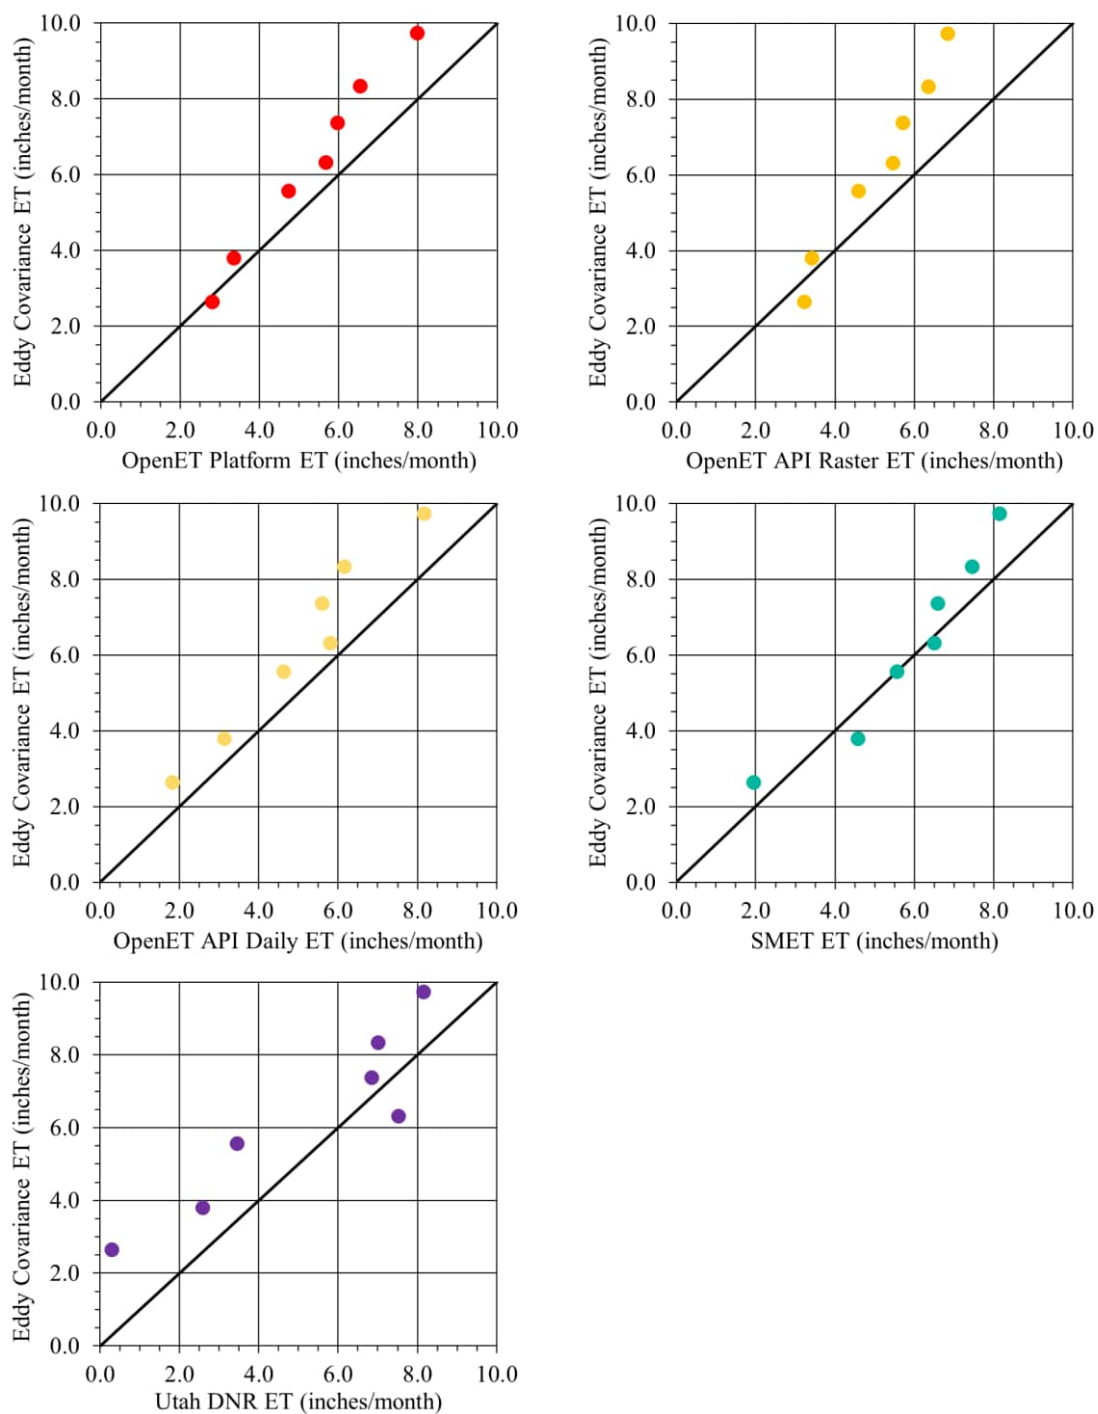 10.0
8.0
6.0
4.0
2.0
0.0
Eddy Covariance ET (inches/month)
0.0 2.0 4.0 6.0 8.0 10.0
OpenET Platform ET (inches/month)
10.0
8.0
6.0
4.0
2.0
0.0
Eddy Covariance ET (inches/month)
0.0 2.0 4.0 6.0 8.0 10.0
OpenET API Raster ET (inches/month)
10.0
8.0
6.0
4.0
2.0
0.0
Eddy Covariance ET (inches/month)
0.0 2.0 4.0 6.0 8.0 10.0
OpenET API Daily ET (inches/month)
10.0
8.0
6.0
4.0
2.0
0.0
Eddy Covariance ET (inches/month)
0.0 2.0 4.0 6.0 8.0 10.0
SMET ET (inches/month)
10.0
8.0
6.0
4.0
2.0
0.0
Eddy Covariance ET (inches/month)
0.0 2.0 4.0 6.0 8.0 10.0
Utah DNR ET (inches/month)